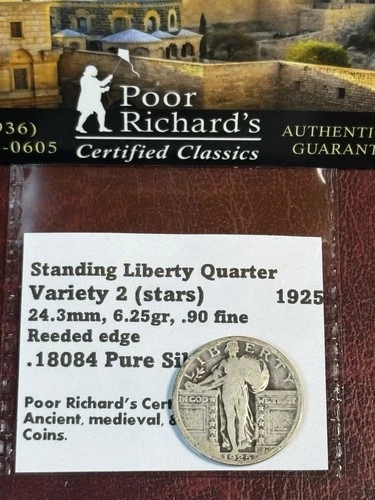 Poor
Richard's
Certified Classics
936)
-0605
AUTHENTI
GUARANT
Standing Liberty Quarter
Variety 2 (stars) 1925
24.3mm, 6.25gr, .90 fine
Reeded edge
.18084 Pure Sil
Poor Richard's Cert
Ancient, medieval, &
Coins.
LIBERTY
IN GOD WE TRUST
1925